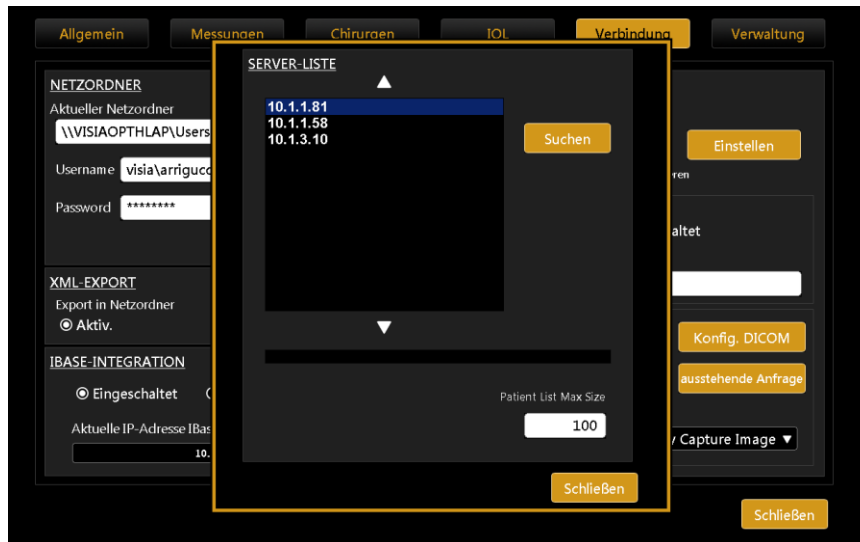 Allgemein
Messungen
Chirurgen
IOL
Verbindung
Verwaltung
SERVER-LISTE
NETZORDNER
Aktueller Netzordner
\\VISIAOPTHLAP\Users
Username visia\arrigucc
Password ********
10.1.1.81
10.1.1.58
10.1.3.10
Suchen
Einstellen
ren
altet
XML-EXPORT
Export in Netzordner
Aktiv.
Konfig. DICOM
IBASE-INTEGRATION
ausstehende Anfrage
Eingeschaltet
Patient List Max Size
100
Aktuelle IP-Adresse IBas
10.
y Capture Image
Schließen
Schließen